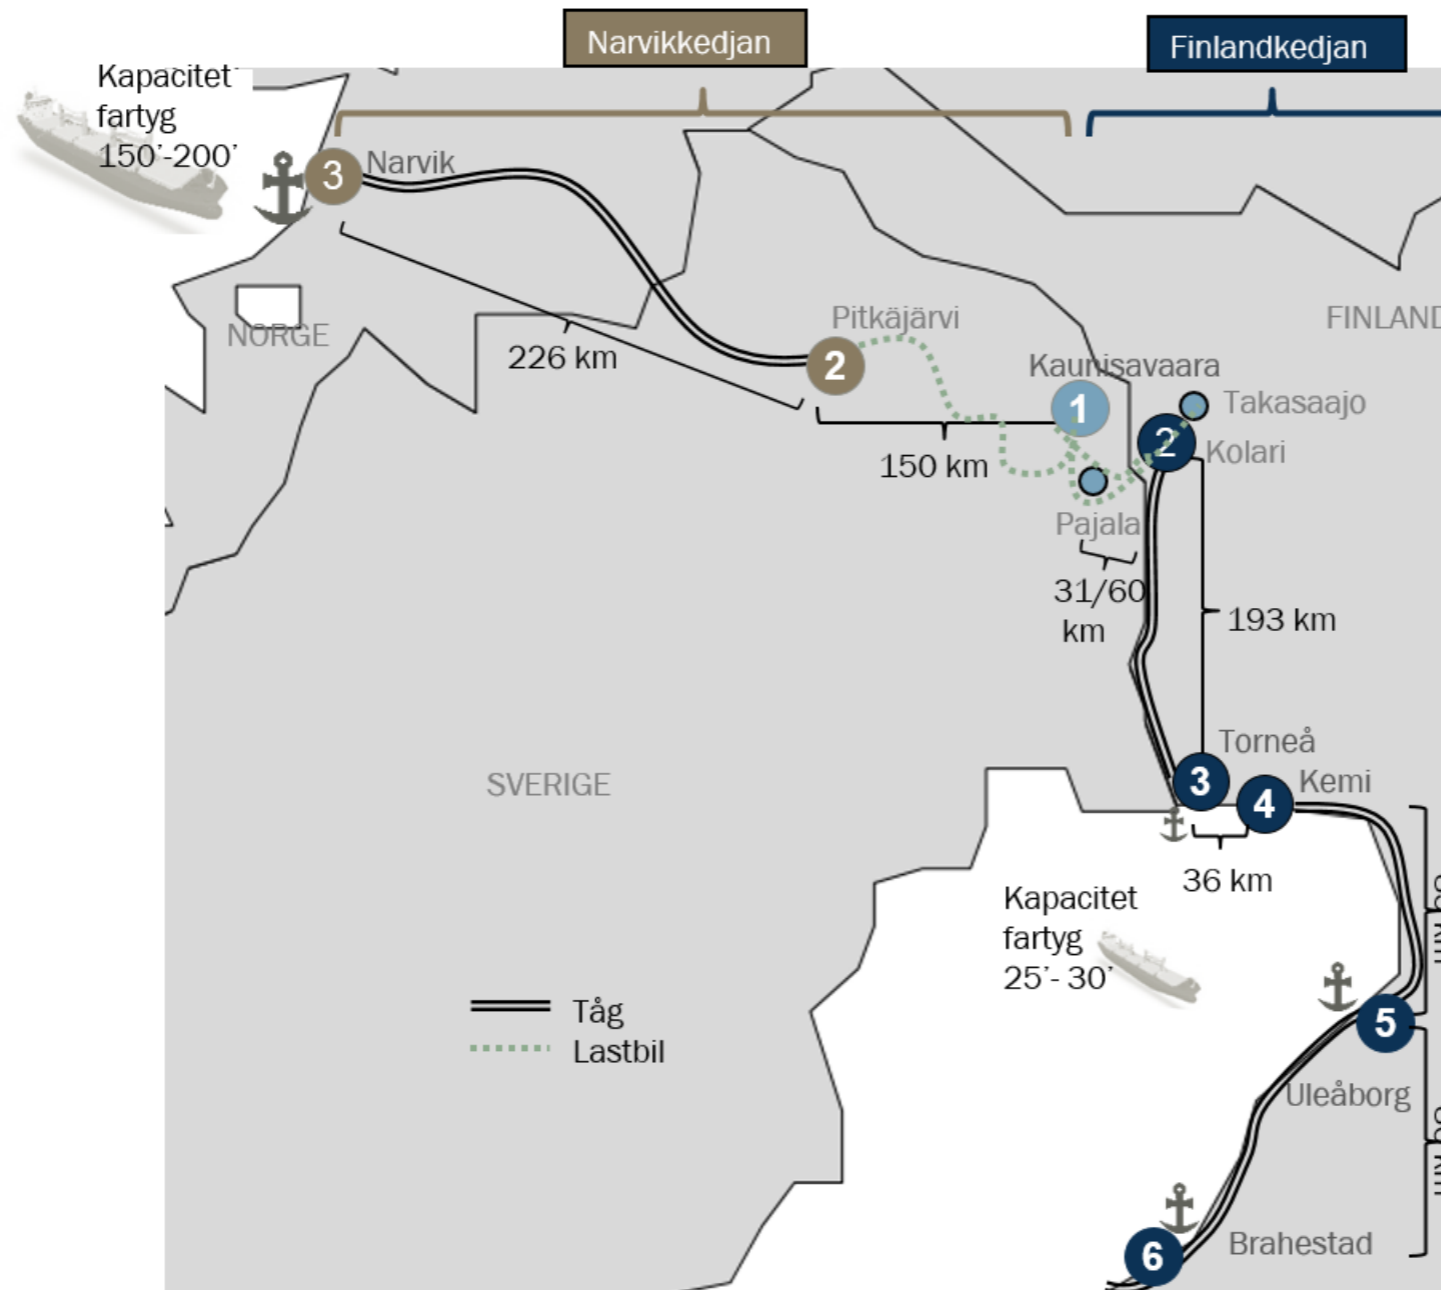 Narvikkedjan
Finlandkedjan
Kapacitet
fartyg
150'-200'
3
Narvik
NORGE
226 km
Pitkäjärvi
2
FINLAND
Kaunisavaara
1
Takasaajo
2
Kolari
150 km
Pajala
31/60
km
193 km
SVERIGE
Torneå
3
Kemi
4
36 km
Kapacitet
fartyg
25'- 30'
Tåg
Lastbil
5
Uleåborg
6
Brahestad
km
km